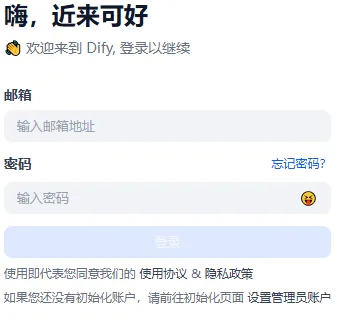 嗨，近来可好
👋 欢迎来到 Dify, 登录以继续
邮箱
输入邮箱地址
密码 忘记密码?
输入密码
登录
使用即代表您同意我们的 使用协议 & 隐私政策
如果您还没有初始化账户，请前往初始化页面 设置管理员账户